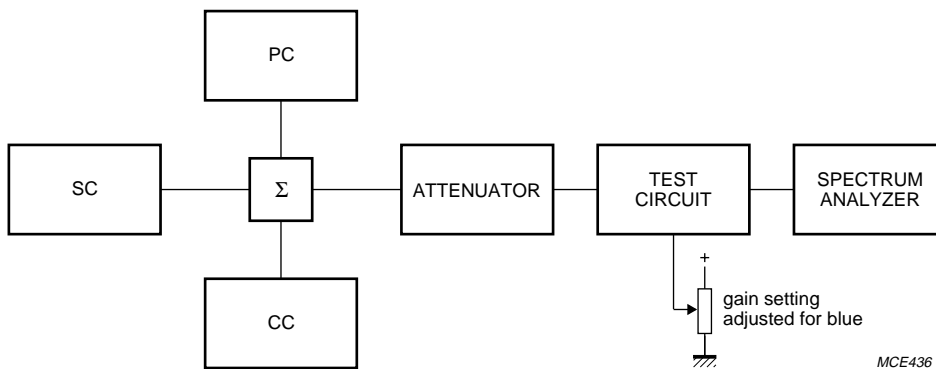 PC
SC
Σ
ATTENUATOR
TEST
CIRCUIT
SPECTRUM
ANALYZER
CC
+
gain setting
adjusted for blue
MCE436